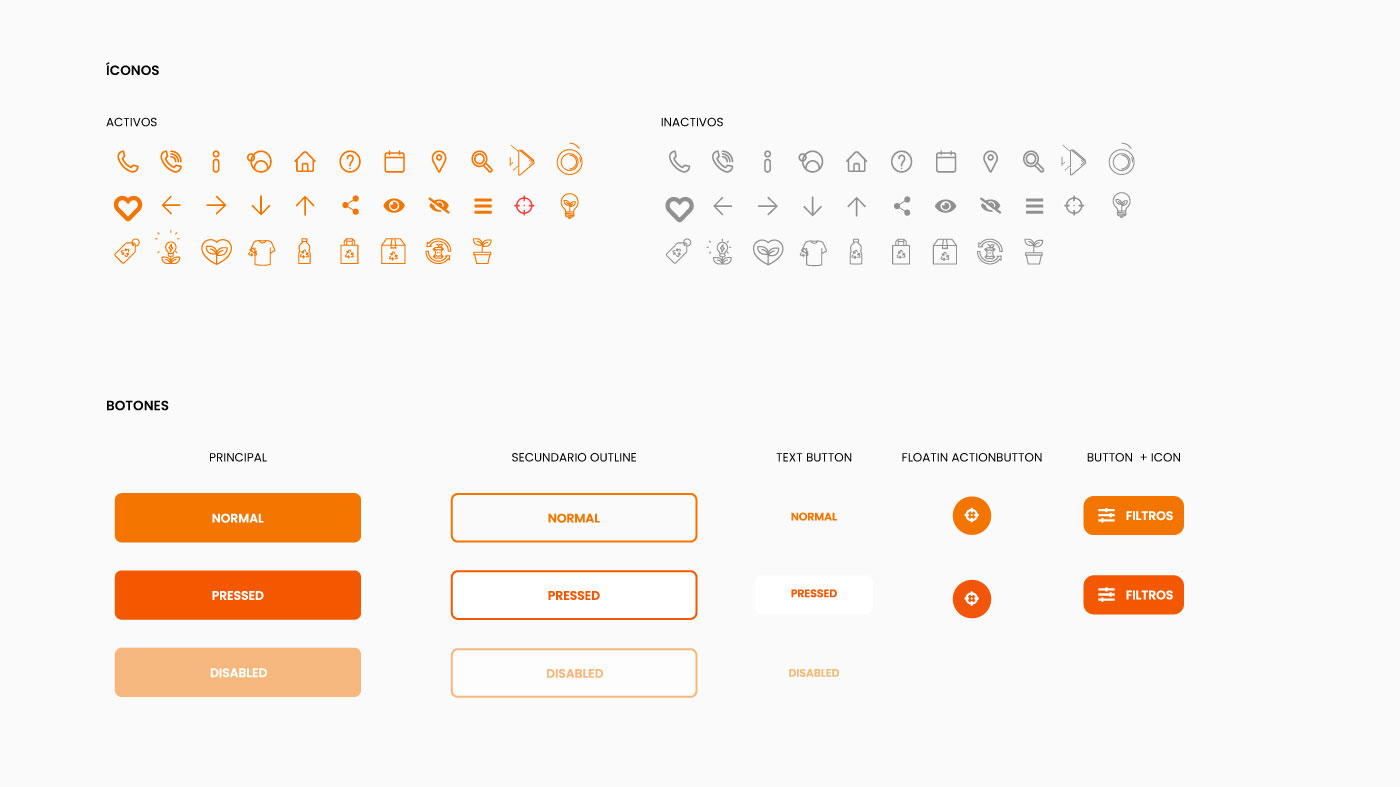 ÍCONOS
ACTIVOS
INACTIVOS
BOTONES
PRINCIPAL
SECUNDARIO OUTLINE
TEXT BUTTON
FLOATIN ACTIONBUTTON
BUTTON + ICON
NORMAL
NORMAL
NORMAL
FILTROS
PRESSED
PRESSED
PRESSED
FILTROS
DISABLED
DISABLED
DISABLED